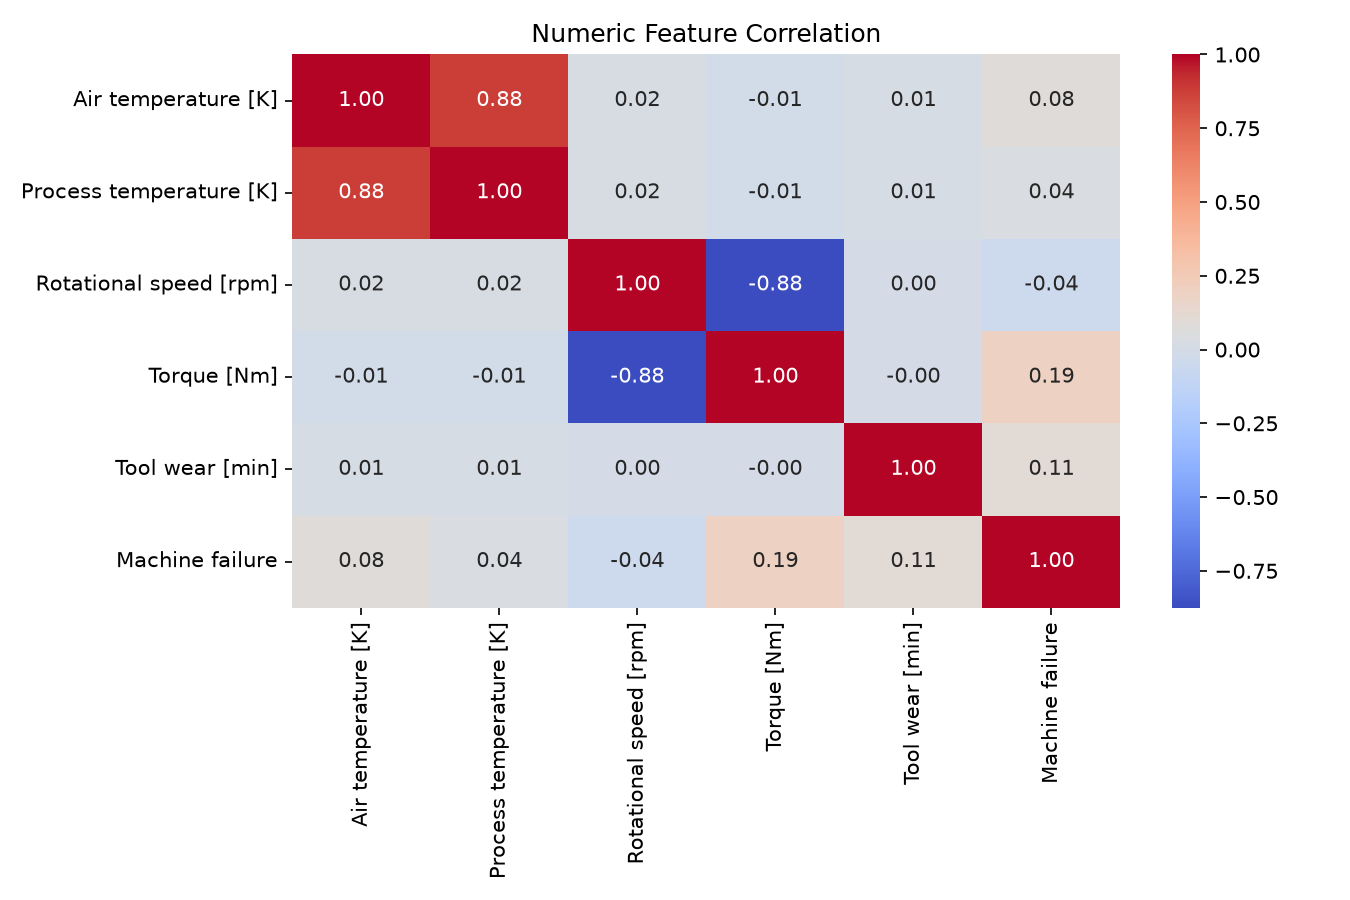 Numeric Feature Correlation
Air temperature [K] 1.00 0.88 0.02 -0.01 0.01 0.08
Process temperature [K] 0.88 1.00 0.02 -0.01 0.01 0.04
Rotational speed [rpm] 0.02 0.02 1.00 -0.88 0.00 -0.04
Torque [Nm] -0.01 -0.01 -0.88 1.00 -0.00 0.19
Tool wear [min] 0.01 0.01 0.00 -0.00 1.00 0.11
Machine failure 0.08 0.04 -0.04 0.19 0.11 1.00
Air temperature [K]
Process temperature [K]
Rotational speed [rpm]
Torque [Nm]
Tool wear [min]
Machine failure
1.00
0.75
0.50
0.25
0.00
−0.25
−0.50
−0.75